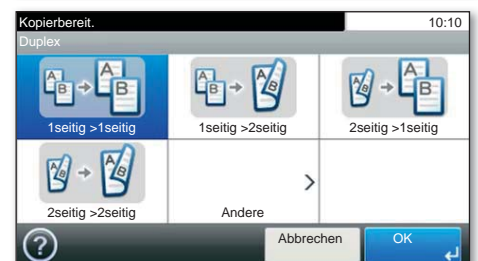 Kopierbereit. 10:10
Duplex
A B A B
1seitig >1seitig
A B A B
1seitig >2seitig
A B A B
2seitig >1seitig
A B A B
2seitig >2seitig
Andere
? Abbrechen OK